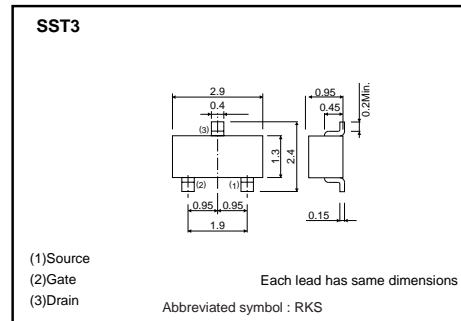 SST3
2.9
0.4
(3)
1.3
2.4
(2)
(1)
0.95
0.95
1.9
0.95
0.45
0.2Min.
0.15
(1)Source
(2)Gate
(3)Drain
Each lead has same dimensions
Abbreviated symbol : RKS